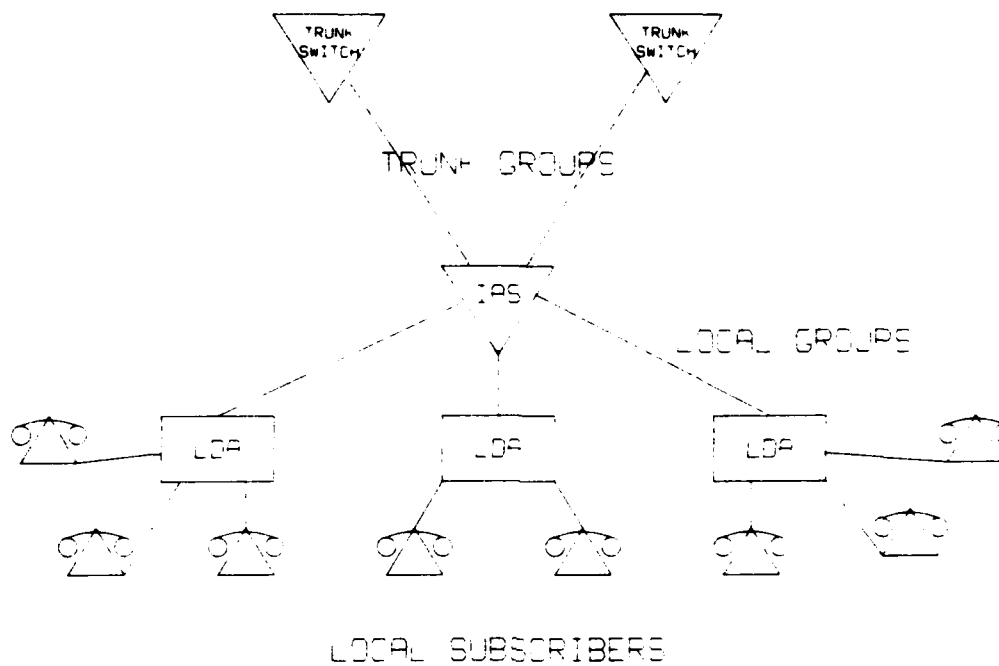 TRUNK
SWITCH
TRUNK
SWITCH
TRUNK GROUPS
IAS
LOCAL GROUPS
LDA
LDA
LDA
LOCAL SUBSCRIBERS